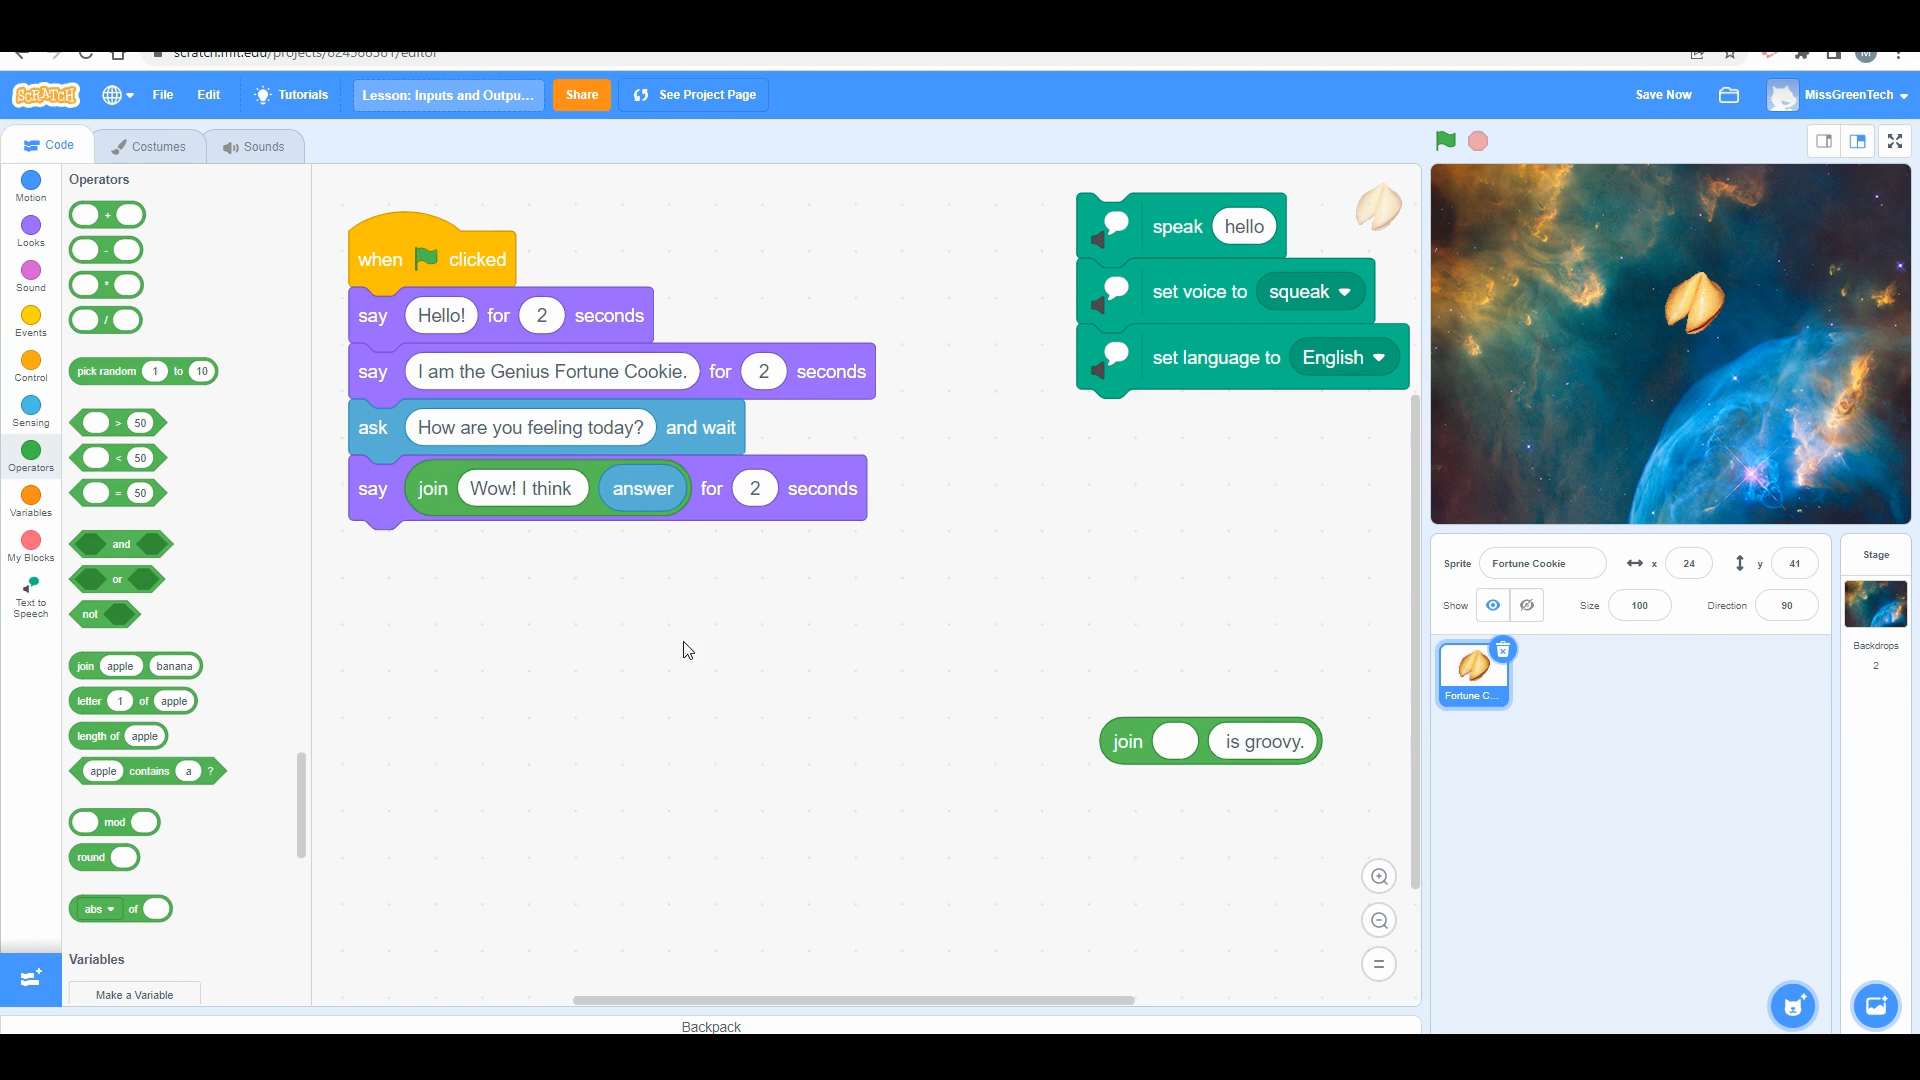 scratch.mit.edu/projects/824586581/editor
SCRATCH File Edit Tutorials Lesson: Inputs and Outpu... Share See Project Page Save Now MissGreenTech
Code Costumes Sounds
Motion
Looks
Sound
Events
Control
Sensing
Operators
Variables
My Blocks
Text to
Speech
Operators
+
-
*
/
pick random 1 to 10
> 50
< 50
= 50
and
or
not
join apple banana
letter 1 of apple
length of apple
apple contains a ?
mod
round
abs of
Variables
Make a Variable
when clicked
say Hello! for 2 seconds
say I am the Genius Fortune Cookie. for 2 seconds
ask How are you feeling today? and wait
say join Wow! I think answer for 2 seconds
speak hello
set voice to squeak
set language to English
join is groovy.
Backpack
Sprite Fortune Cookie x 24 y 41
Show Size 100 Direction 90
Fortune C...
Stage
Backdrops
2